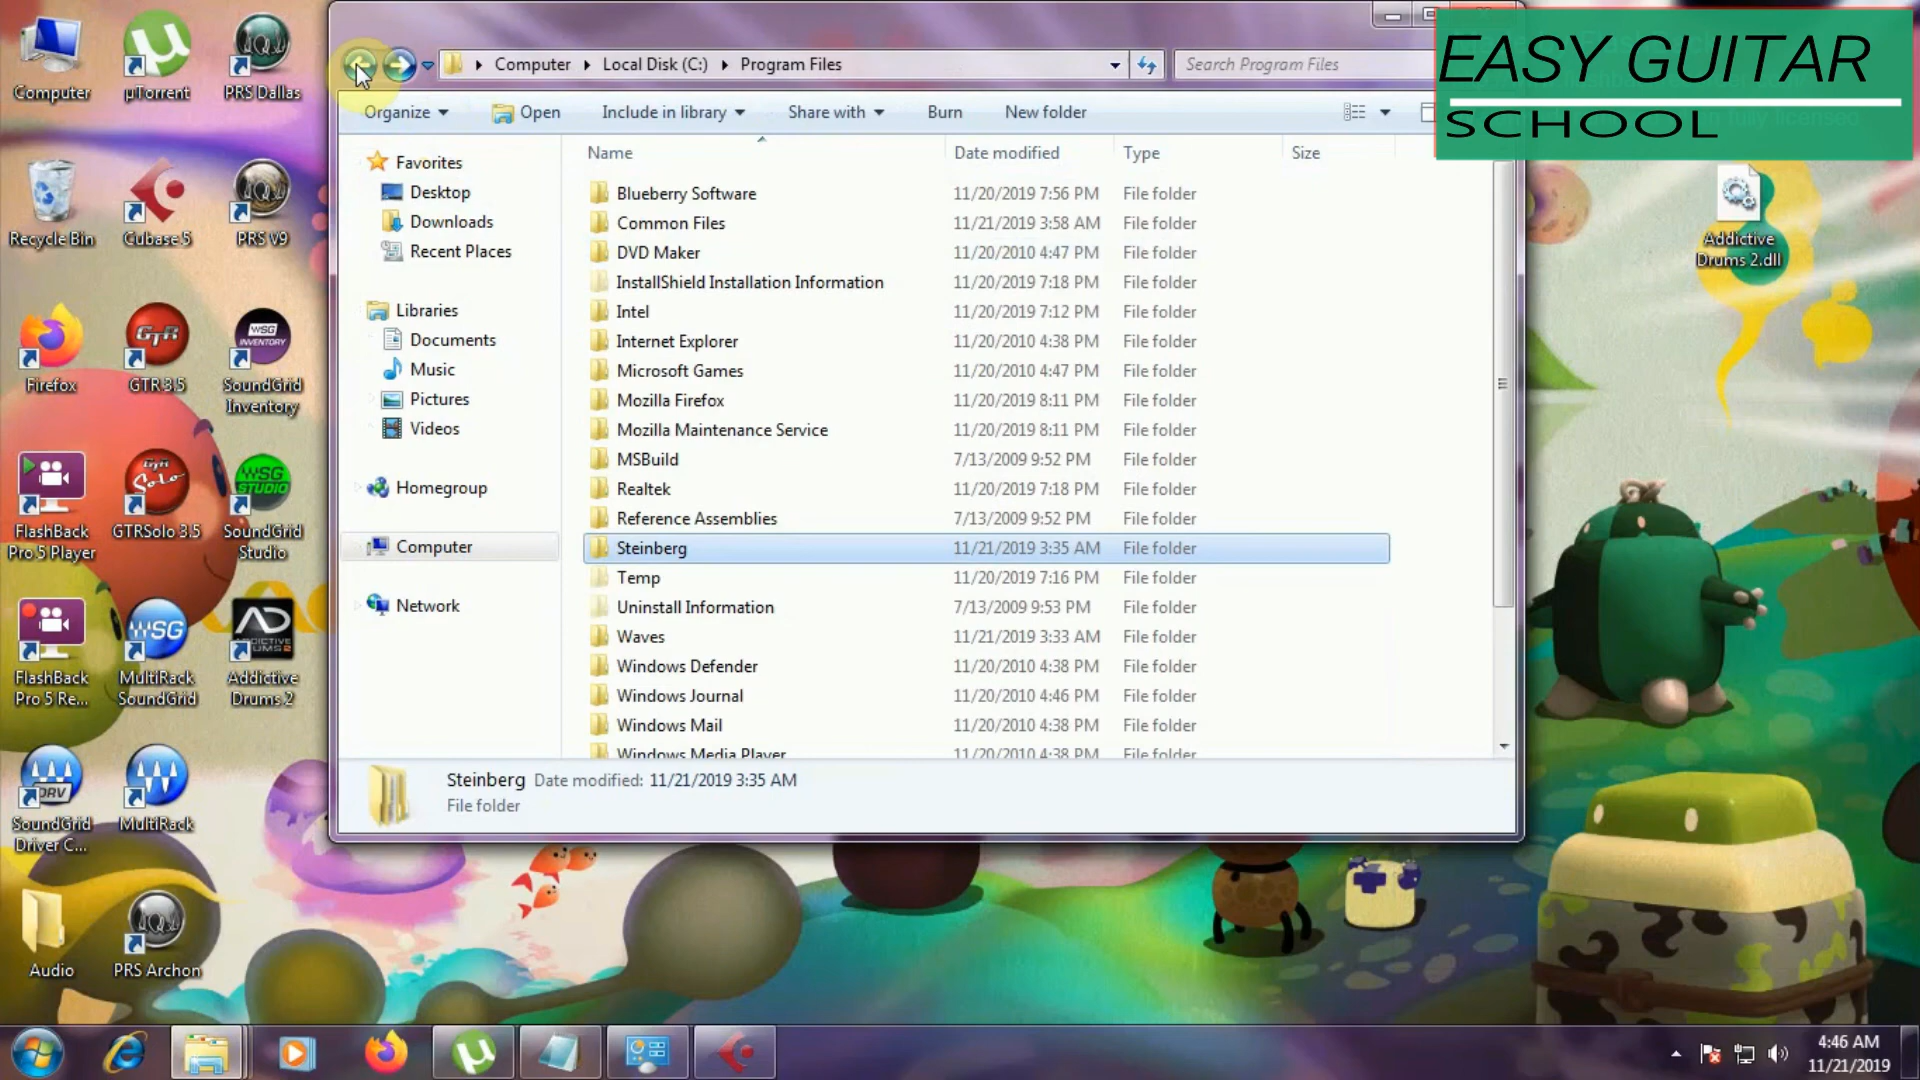 Computer
µTorrent
PRS Dallas
Recycle Bin
Cubase 5
PRS V9
Firefox
GTR 3.5
SoundGrid
Inventory
FlashBack
Pro 5 Player
GTRSolo 3.5
SoundGrid
Studio
FlashBack
Pro 5 Re...
MultiRack
SoundGrid
Addictive
Drums 2
SoundGrid
Driver C...
MultiRack
Audio
PRS Archon
Computer
Local Disk (C:)
Program Files
Search Program Files
Organize
Open
Include in library
Share with
Burn
New folder
Favorites
Desktop
Downloads
Recent Places
Libraries
Documents
Music
Pictures
Videos
Homegroup
Computer
Network
Name Date modified Type Size
Blueberry Software 11/20/2019 7:56 PM File folder
Common Files 11/21/2019 3:58 AM File folder
DVD Maker 11/20/2010 4:47 PM File folder
InstallShield Installation Information 11/20/2019 7:18 PM File folder
Intel 11/20/2019 7:12 PM File folder
Internet Explorer 11/20/2010 4:38 PM File folder
Microsoft Games 11/20/2010 4:47 PM File folder
Mozilla Firefox 11/20/2019 8:11 PM File folder
Mozilla Maintenance Service 11/20/2019 8:11 PM File folder
MSBuild 7/13/2009 9:52 PM File folder
Realtek 11/20/2019 7:18 PM File folder
Reference Assemblies 7/13/2009 9:52 PM File folder
Steinberg 11/21/2019 3:35 AM File folder
Temp 11/20/2019 7:16 PM File folder
Uninstall Information 7/13/2009 9:53 PM File folder
Waves 11/21/2019 3:33 AM File folder
Windows Defender 11/20/2010 4:38 PM File folder
Windows Journal 11/20/2010 4:46 PM File folder
Windows Mail 11/20/2010 4:38 PM File folder
Windows Media Player 11/20/2010 4:38 PM File folder
Steinberg Date modified: 11/21/2019 3:35 AM
File folder
EASY GUITAR
SCHOOL
Addictive
Drums 2.dll
4:46 AM
11/21/2019